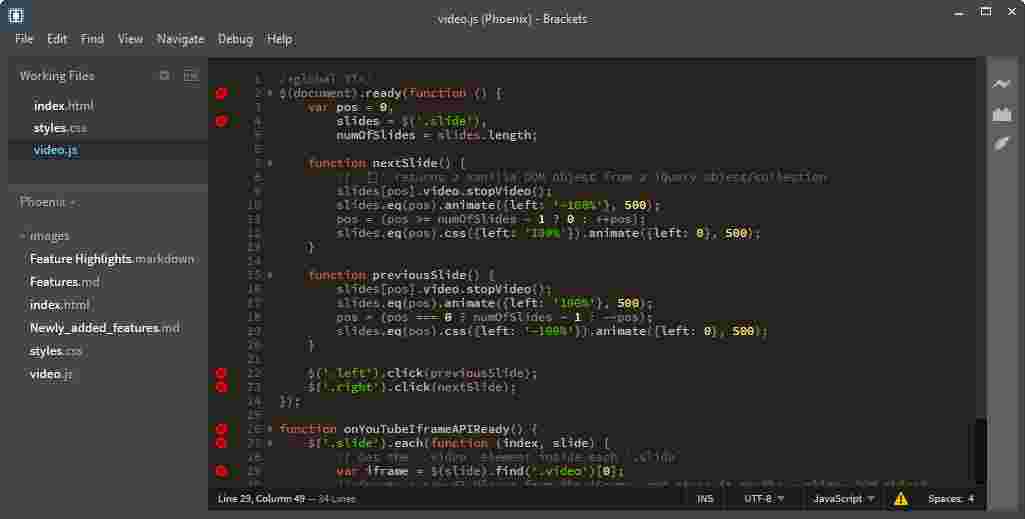 video.js (Phoenix) - Brackets
File Edit Find View Navigate Debug Help
Working Files
index.html
styles.css
video.js
Phoenix
images
Feature Highlights.markdown
Features.md
index.html
Newly_added_features.md
styles.css
video.js
1 /*global YT*/
2 $(document).ready(function () {
3 var pos = 0,
4 slides = $('.slide'),
5 numOfSlides = slides.length;
6
7 function nextSlide() {
8 // returns a vanilla DOM object from a jQuery object/collection
9 slides[pos].video.stopVideo();
10 slides.eq(pos).animate({left: '-100%'}, 500);
11 pos = (pos >= numOfSlides - 1 ? 0 : ++pos);
12 slides.eq(pos).css({left: '100%'}).animate({left: 0}, 500);
13 }
14
15 function previousSlide() {
16 slides[pos].video.stopVideo();
17 slides.eq(pos).animate({left: '100%'}, 500);
18 pos = (pos === 0 ? numOfSlides - 1 : --pos);
19 slides.eq(pos).css({left: '-100%'}).animate({left: 0}, 500);
20 }
21
22 $('.left').click(previousSlide);
23 $('.right').click(nextSlide);
24 });
25
26 function onYouTubeIframeAPIReady() {
27 $('.slide').each(function (index, slide) {
28 // Get the `.video` element inside each `.slide`
29 var iframe = $(slide).find('.video')[0];
Line 29, Column 49 — 34 Lines
INS UTF-8 JavaScript Spaces: 4